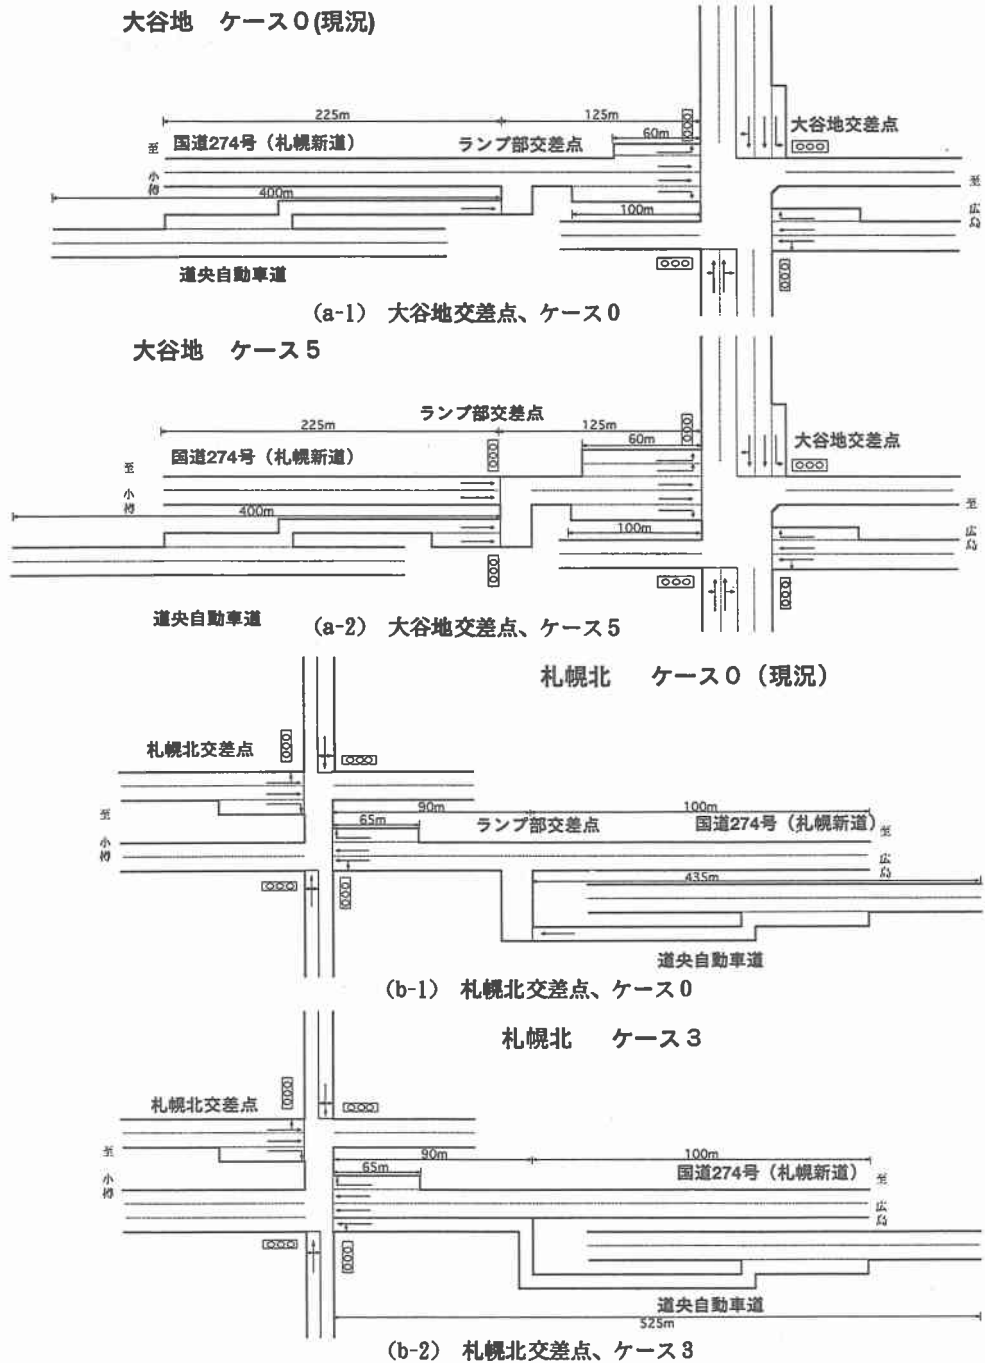 大谷地 ケース0(現況)
225m
125m
60m
国道274号（札幌新道）
ランプ部交差点
大谷地交差点
至小樽
400m
100m
至広島
道央自動車道
(a-1) 大谷地交差点、ケース0
大谷地 ケース5
ランプ部交差点
225m
125m
60m
国道274号（札幌新道）
大谷地交差点
至小樽
400m
100m
至広島
道央自動車道
(a-2) 大谷地交差点、ケース5
札幌北 ケース0（現況）
札幌北交差点
90m
100m
65m
ランプ部交差点
国道274号（札幌新道）
至小樽
至広島
435m
道央自動車道
(b-1) 札幌北交差点、ケース0
札幌北 ケース3
札幌北交差点
90m
100m
65m
国道274号（札幌新道）
至小樽
至広島
道央自動車道
525m
(b-2) 札幌北交差点、ケース3